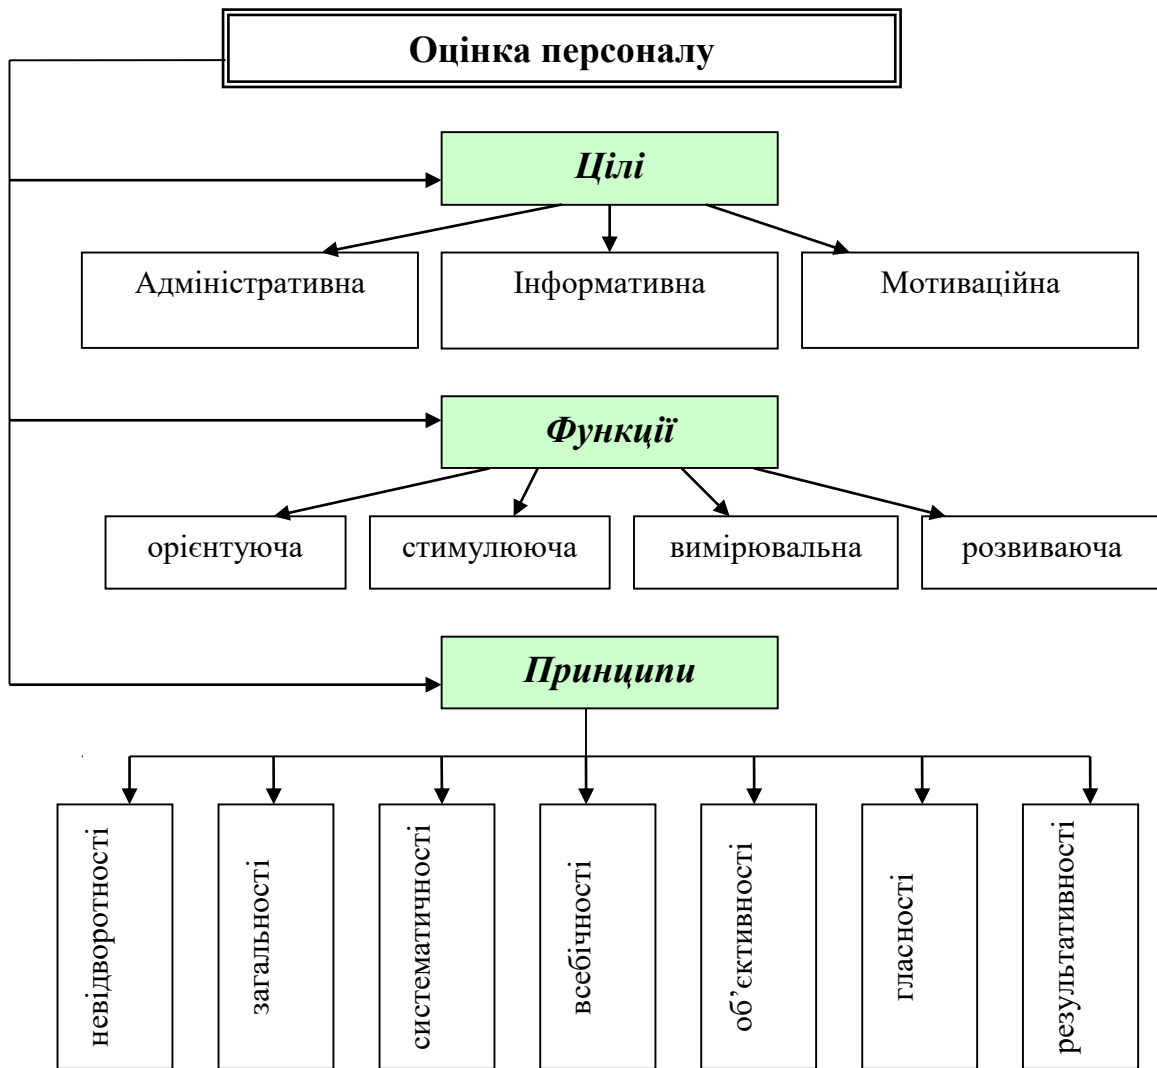 Оцінка персоналу
Цілі
Адміністративна
Інформативна
Мотиваційна
Функції
орієнтуюча
стимулююча
вимірювальна
розвиваюча
Принципи
невідворотності
загальності
систематичності
всебічності
об’єктивності
гласності
результативності